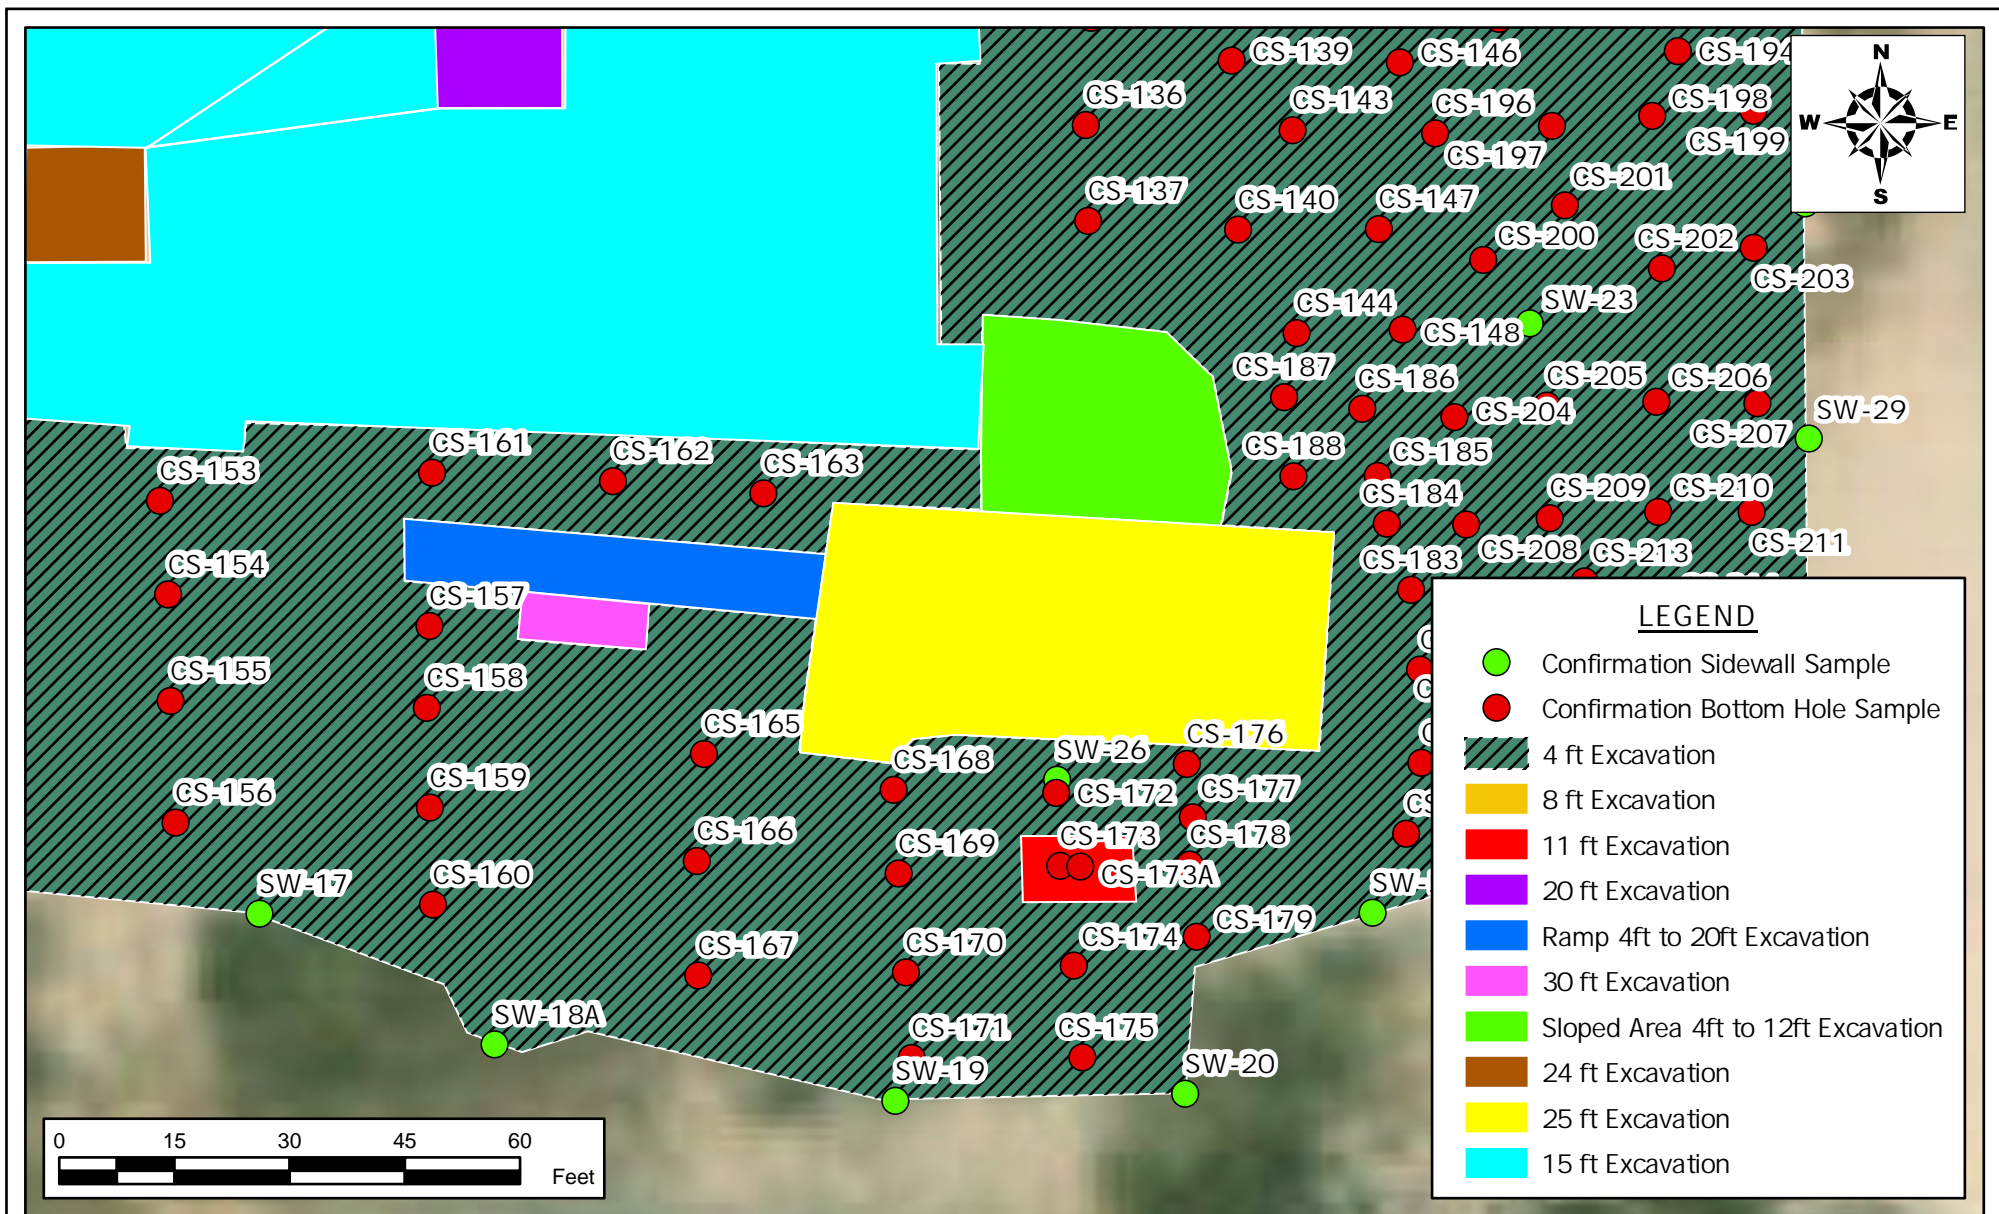 CS-139
CS-146
CS-194
N
CS-136
CS-143
CS-196
CS-198
W
E
CS-197
CS-199
CS-201
S
CS-137
CS-140
CS-147
CS-200
CS-202
CS-203
CS-144
SW-23
CS-148
CS-187
CS-186
CS-205
CS-206
CS-204
SW-29
CS-207
CS-161
CS-162
CS-163
CS-188
CS-185
CS-153
CS-184
CS-209
CS-210
CS-208
CS-213
CS-211
CS-154
CS-183
CS-157
CS-155
CS-158
CS-165
CS-176
SW-26
CS-168
CS-172
CS-177
CS-156
CS-159
CS-166
CS-169
CS-173
CS-178
CS-173A
SW-17
CS-160
CS-167
CS-170
CS-174
CS-179
SW-18A
CS-171
CS-175
SW-19
SW-20
LEGEND
Confirmation Sidewall Sample
Confirmation Bottom Hole Sample
4 ft Excavation
8 ft Excavation
11 ft Excavation
20 ft Excavation
Ramp 4ft to 20ft Excavation
30 ft Excavation
Sloped Area 4ft to 12ft Excavation
24 ft Excavation
25 ft Excavation
15 ft Excavation
0 15 30 45 60
Feet